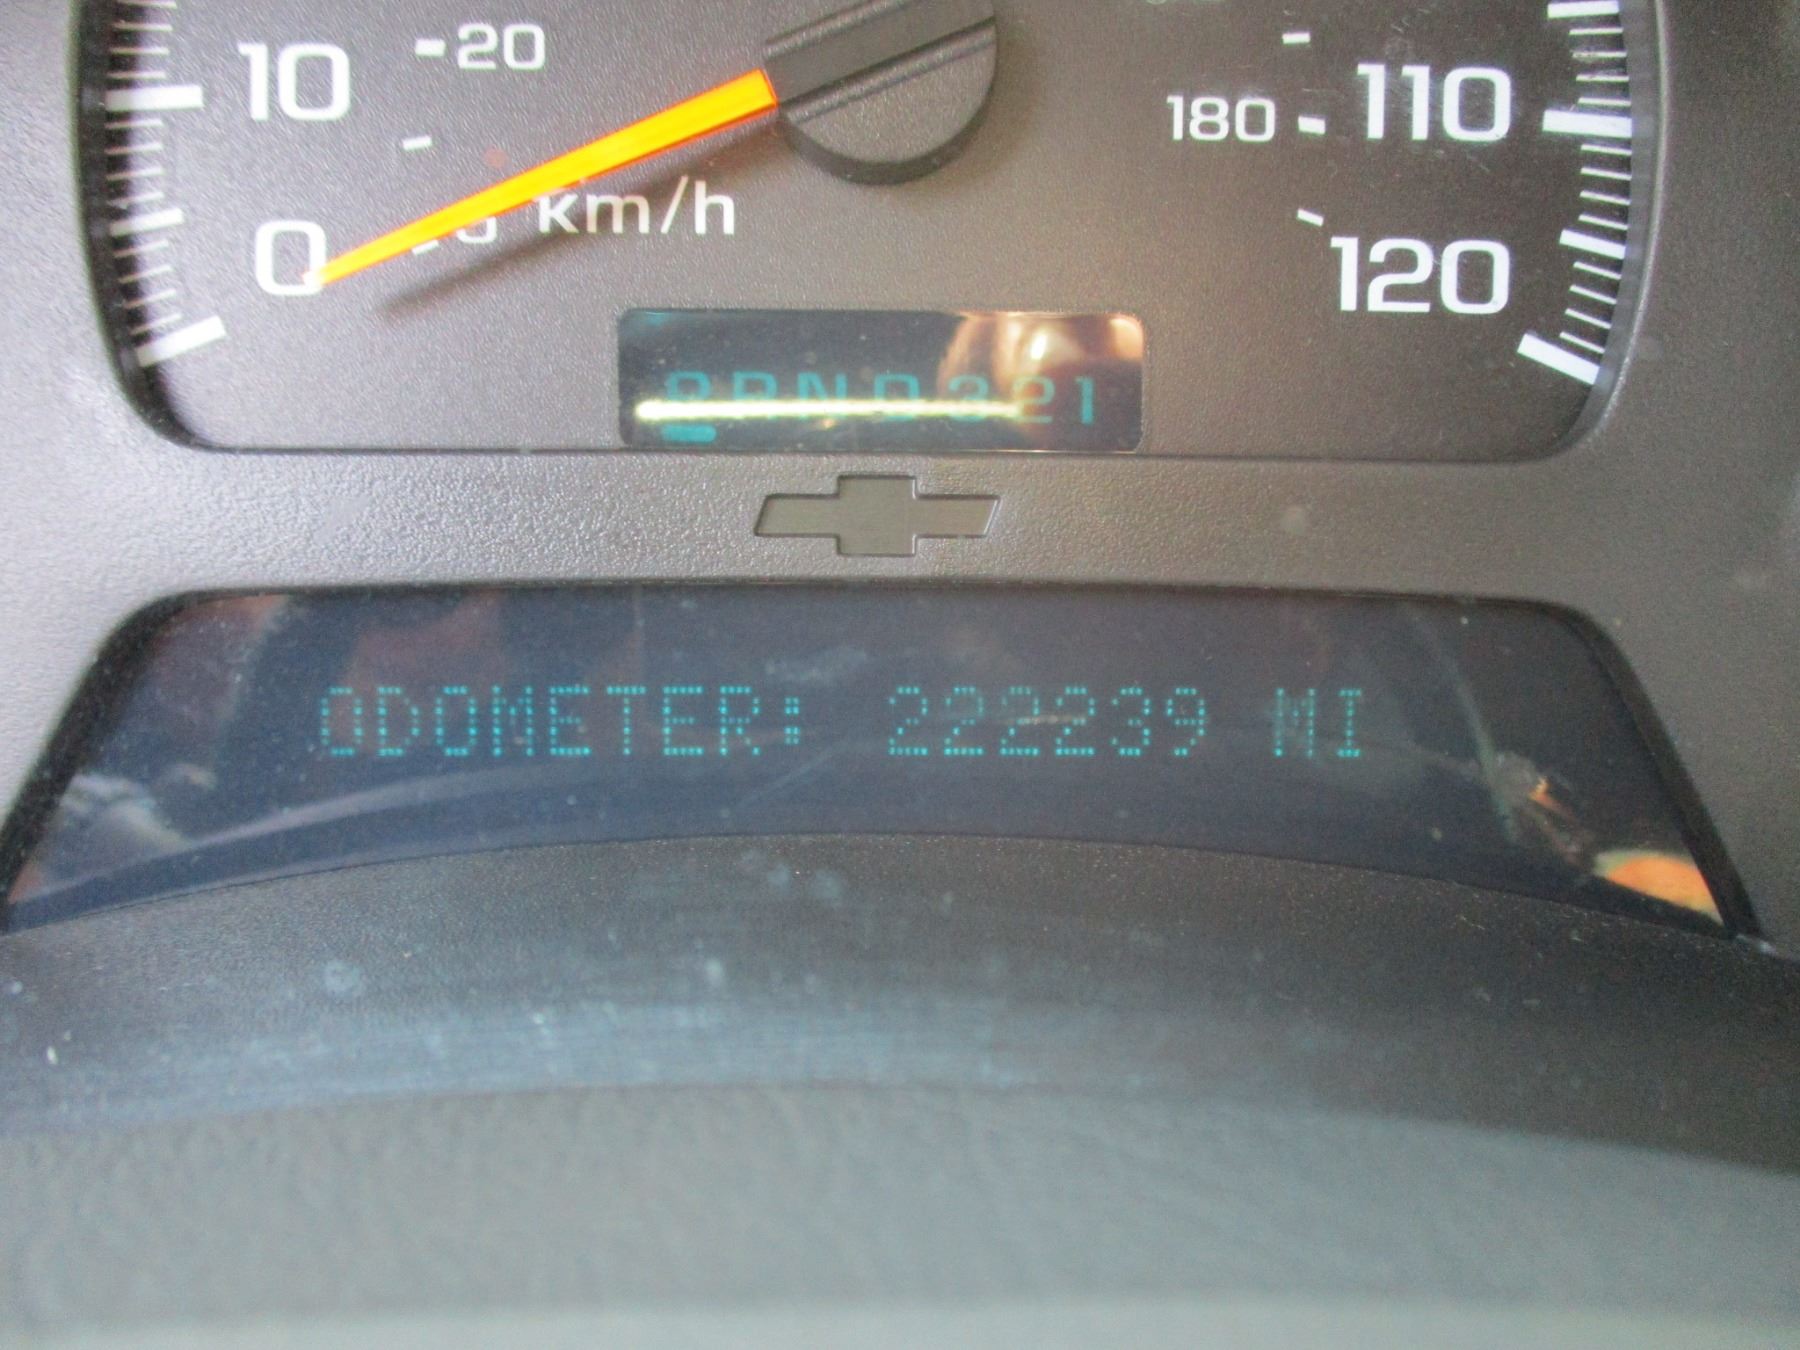 10 20
180 110
0 km/h
120
PRND321
ODOMETER: 222239 MI